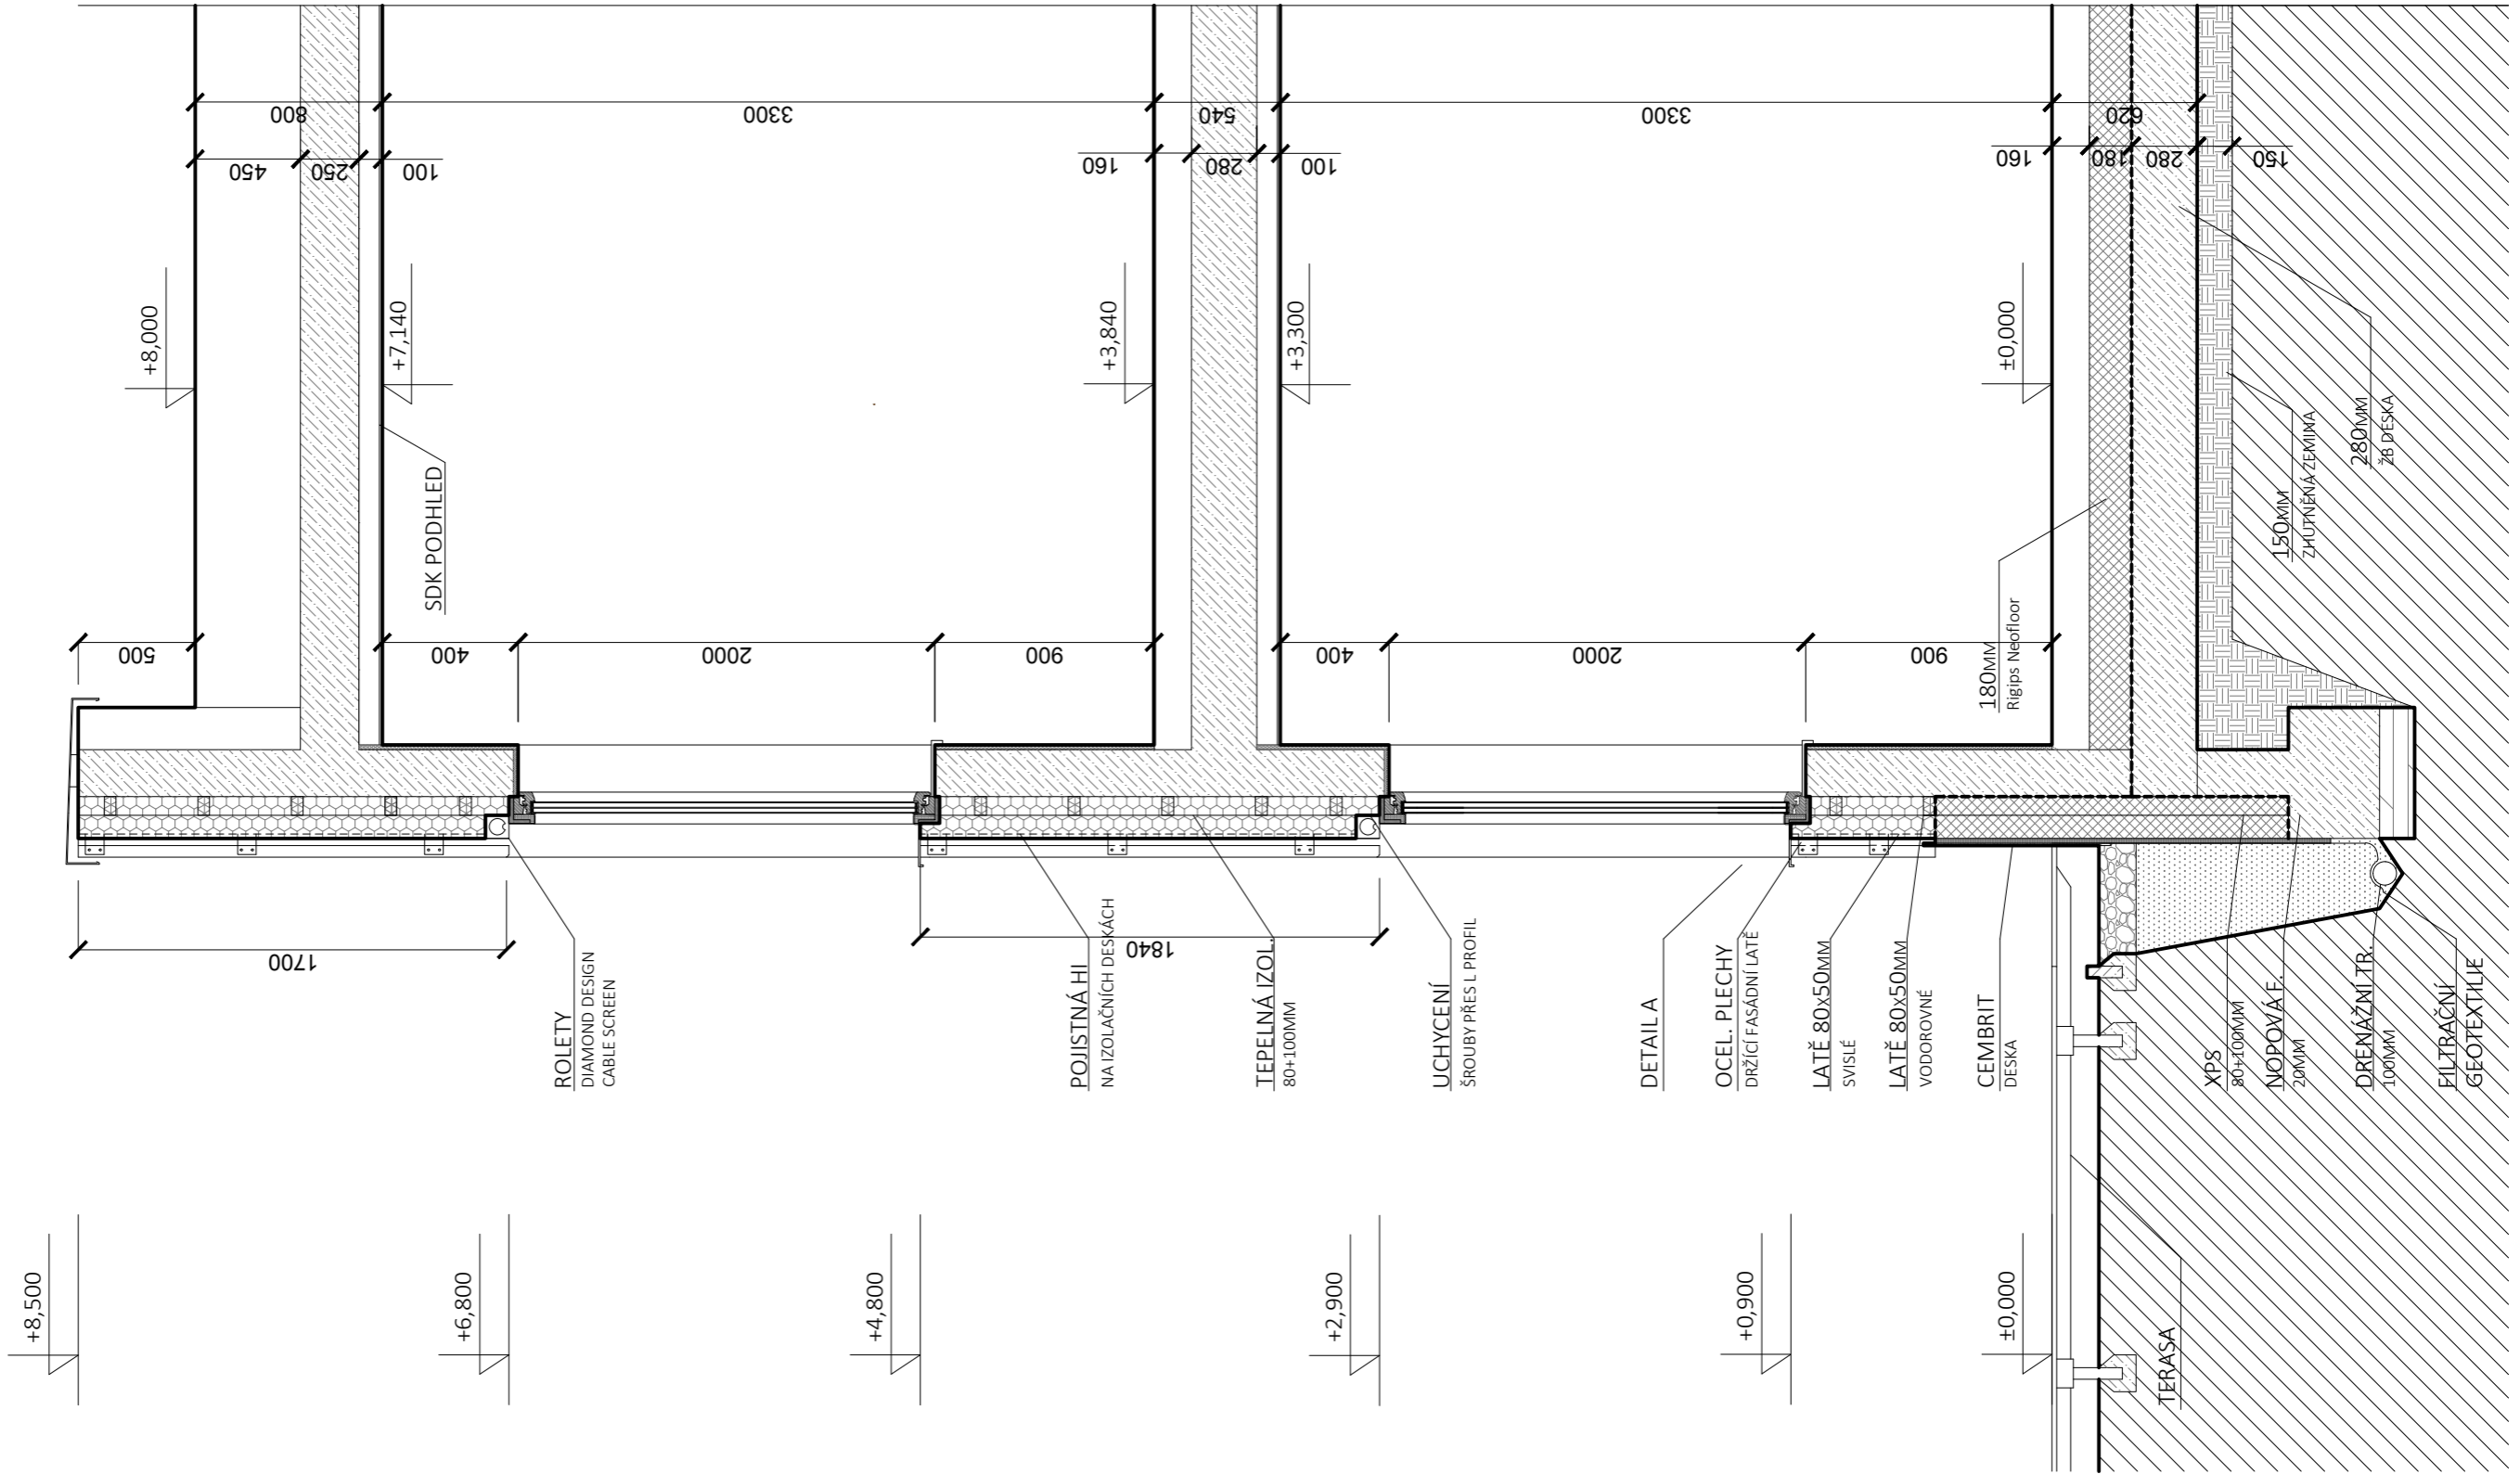 800
3300
540
3300
620
450
250
100
160
280
100
160
180
280
150
+8,000
+7,140
+3,840
+3,300
±0,000
SDK PODHLED
280MM
ŽB DESKA
150MM
ZHUTNĚNÁ ZEMINA
180MM
Rigips Neofloor
500
400
2000
900
400
2000
900
1700
1840
ROLETY
DIAMOND DESIGN
CABLE SCREEN
POJISTNÁ HI
NA IZOLAČNÍCH DESKÁCH
TEPELNÁ IZOL.
80+100MM
UCHYCENÍ
ŠROUBY PŘES L PROFIL
DETAIL A
OCEL. PLECHY
DRŽÍCÍ FASÁDNÍ LATĚ
LATĚ 80x50MM
SVISLÉ
LATĚ 80x50MM
VODOROVNÉ
CEMBRIT
DESKA
XPS
80+100MM
NOPOVÁ F.
20MM
DRENÁŽNÍ TR.
100MM
FILTRAČNÍ
GEOTEXTILIE
TERASA
+8,500
+6,800
+4,800
+2,900
+0,900
±0,000